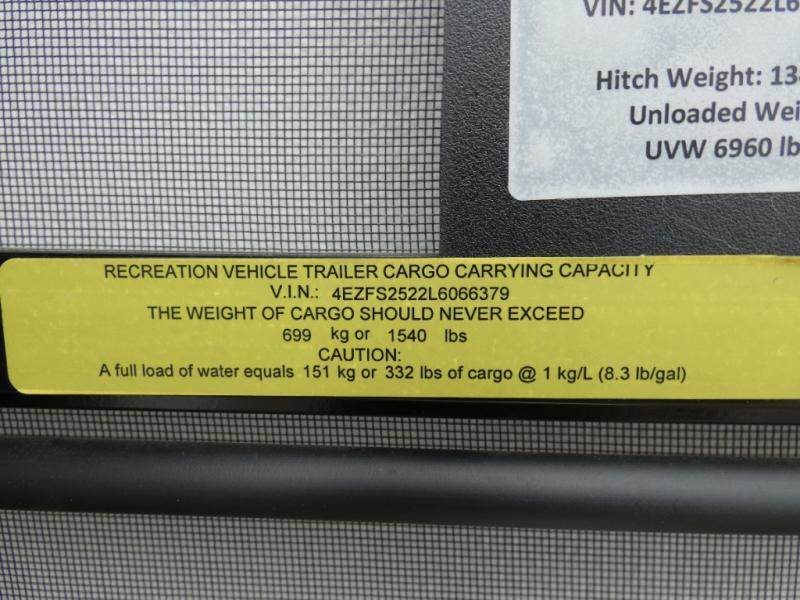 VIN: 4EZFS2522L6
Hitch Weight: 13
Unloaded Wei
UVW 6960 lb
RECREATION VEHICLE TRAILER CARGO CARRYING CAPACITY
V.I.N.: 4EZFS2522L6066379
THE WEIGHT OF CARGO SHOULD NEVER EXCEED
699 kg or 1540 lbs
CAUTION:
A full load of water equals 151 kg or 332 lbs of cargo @ 1 kg/L (8.3 lb/gal)